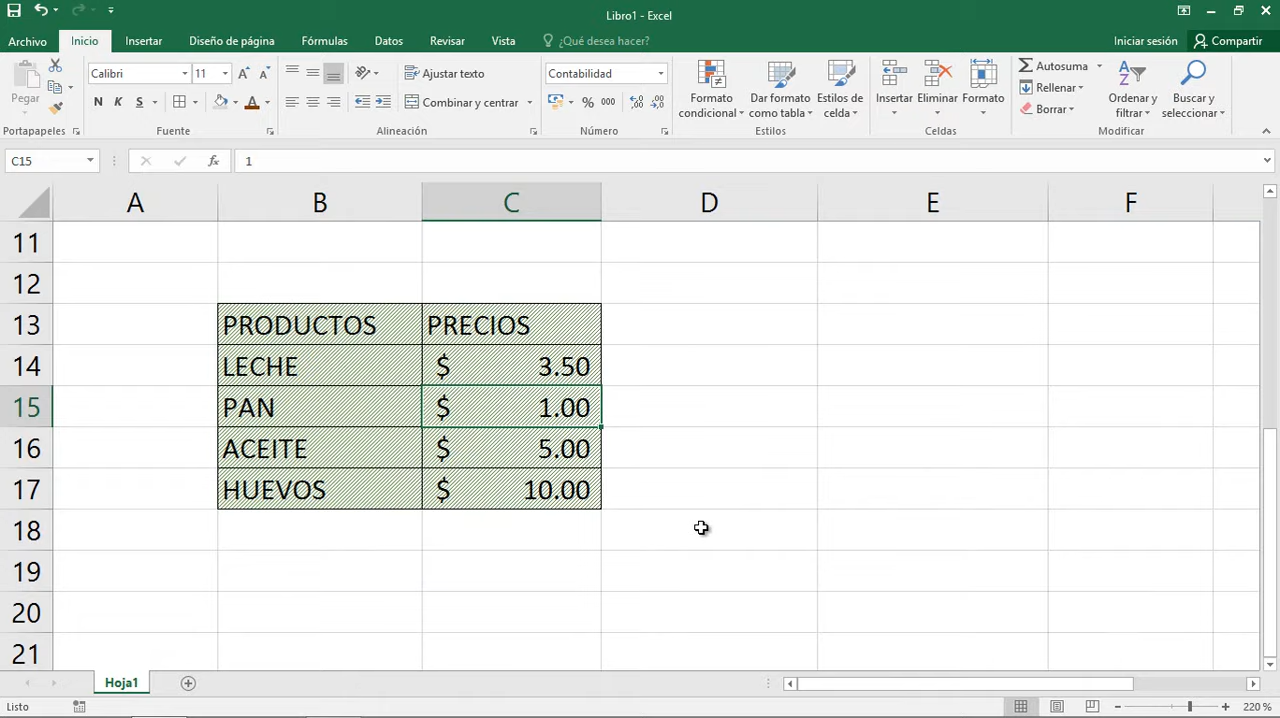 Libro1 - Excel
Archivo Inicio Insertar Diseño de página Fórmulas Datos Revisar Vista ¿Qué desea hacer? Iniciar sesión Compartir
Pegar
Portapapeles
Calibri 11
N K S
Fuente
Ajustar texto
Combinar y centrar
Alineación
Contabilidad
% 000
Número
Formato condicional
Dar formato como tabla
Estilos de celda
Estilos
Insertar Eliminar Formato
Celdas
Autosuma
Rellenar
Borrar
Ordenar y filtrar
Buscar y seleccionar
Modificar
C15 fx 1
A B C D E F
11
12
13 PRODUCTOS PRECIOS
14 LECHE $ 3.50
15 PAN $ 1.00
16 ACEITE $ 5.00
17 HUEVOS $ 10.00
18
19
20
21
Hoja1
Listo 220 %